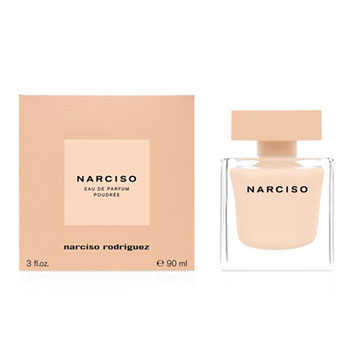 NARCISO
EAU DE PARFUM
POUDRÉE
narciso rodriguez
3 fl.oz. ℮ 90 ml
NARCISO